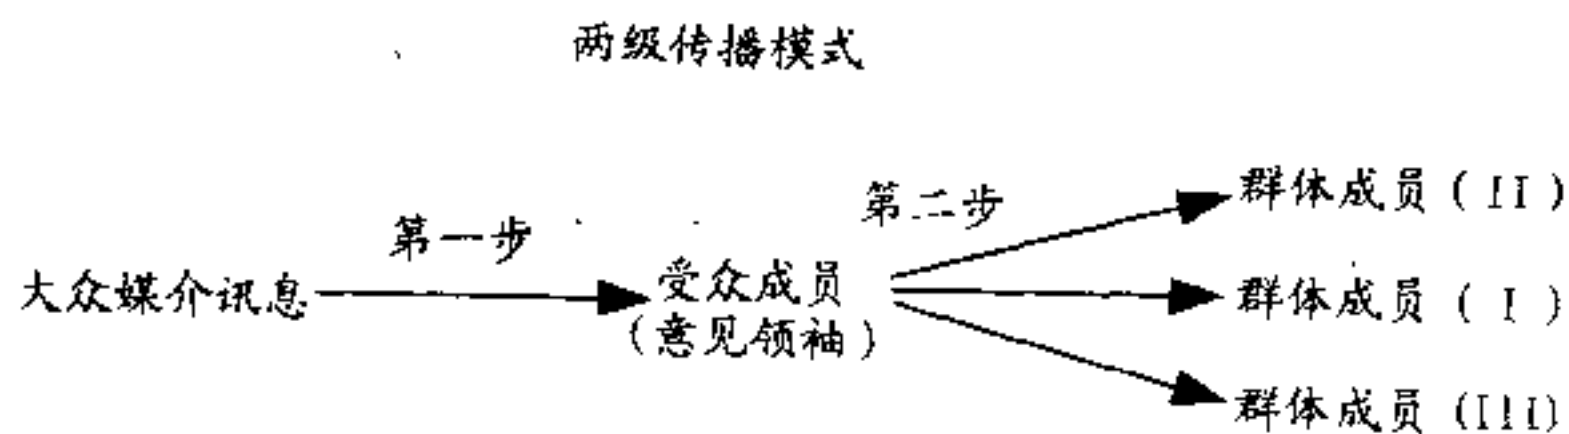 两级传播模式
第一步
第二步
大众媒介讯息
受众成员
(意见领袖)
群体成员 (II)
群体成员 (I)
群体成员 (III)